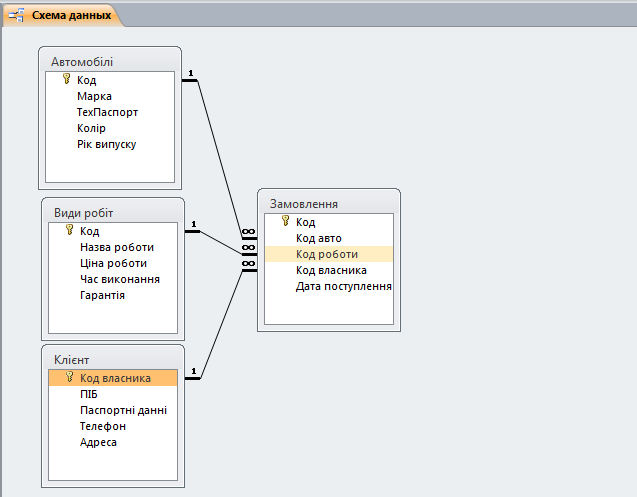 Схема данных
Автомобілі
Код
Марка
ТехПаспорт
Колір
Рік випуску
1
Види робіт
Код
Назва роботи
Ціна роботи
Час виконання
Гарантія
1
Клієнт
Код власника
ПІБ
Паспортні данні
Телефон
Адреса
1
Замовлення
Код
Код авто
Код роботи
Код власника
Дата поступлення
∞
∞
∞